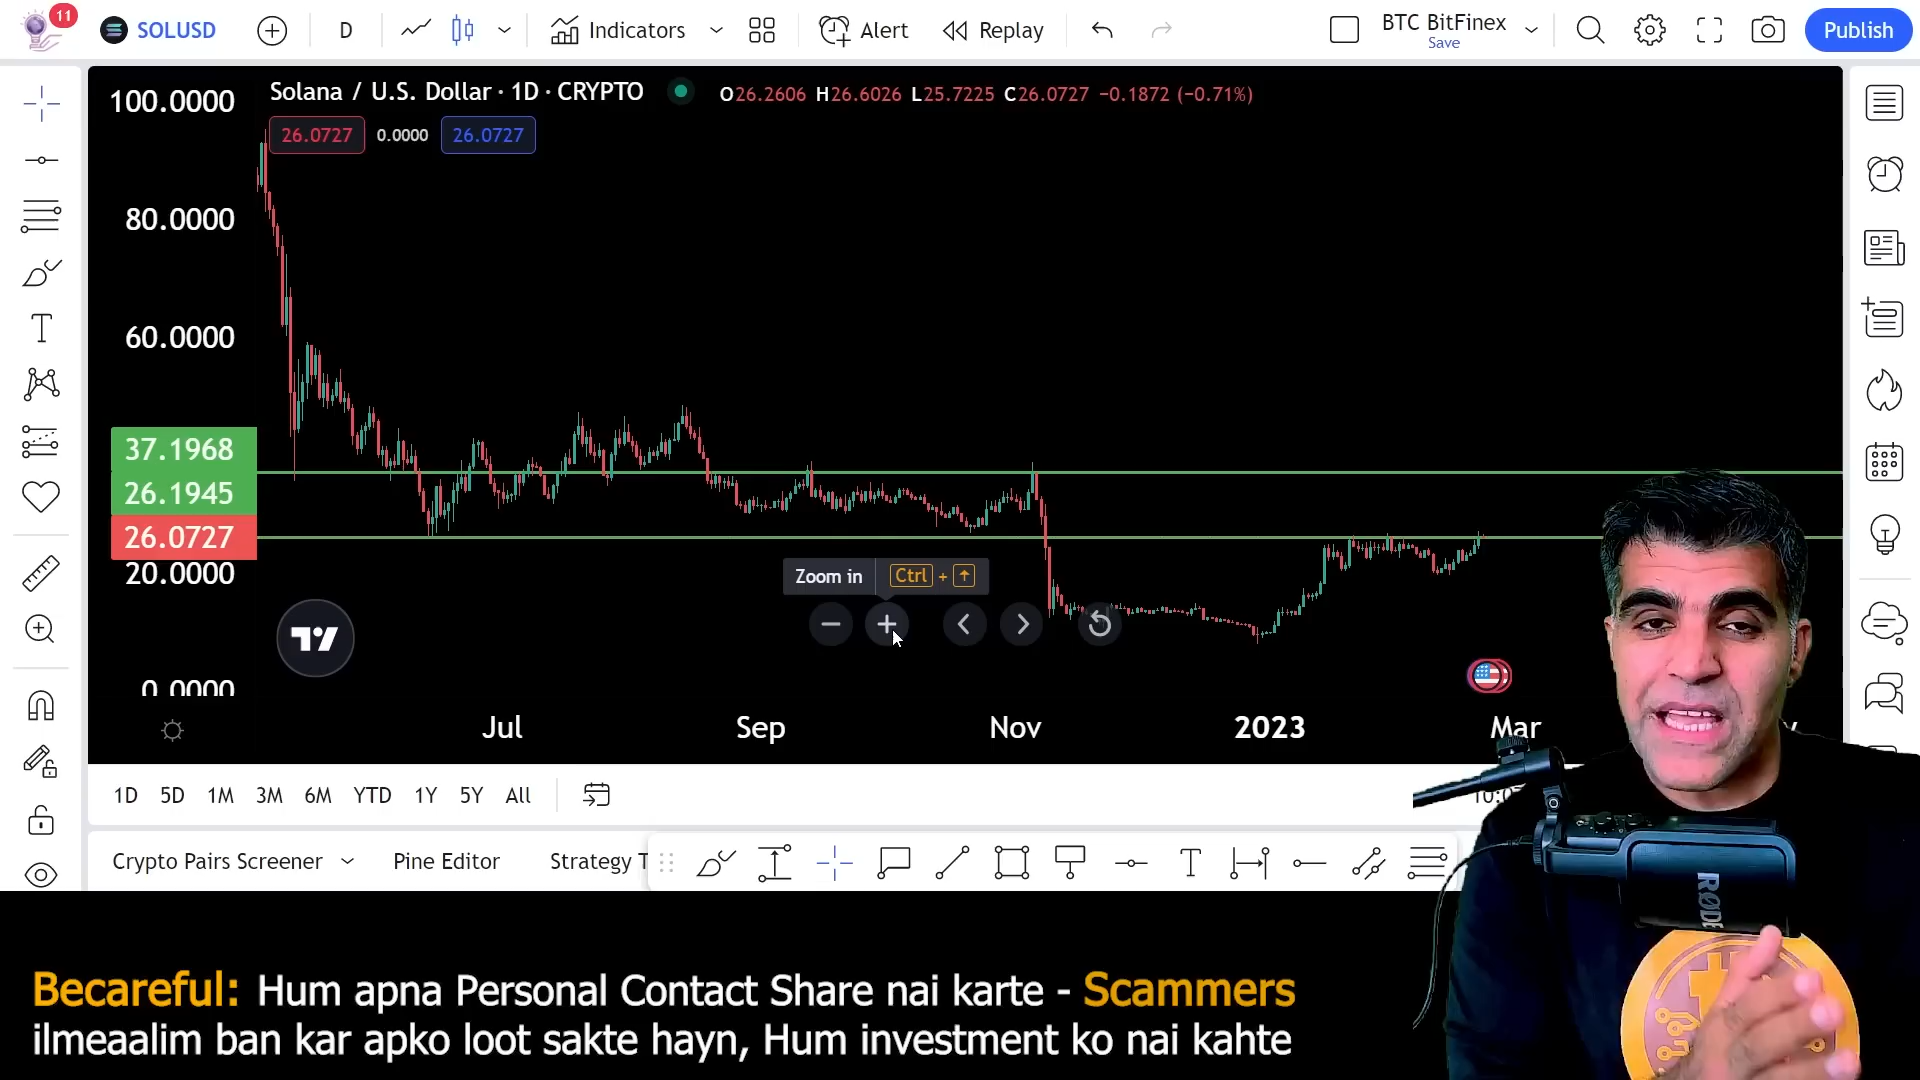 11
SOLUSD
D
Indicators
Alert
Replay
BTC BitFinex
Save
Publish
100.0000
Solana / U.S. Dollar · 1D · CRYPTO
O26.2606 H26.6026 L25.7225 C26.0727 −0.1872 (−0.71%)
26.0727
0.0000
26.0727
80.0000
60.0000
37.1968
26.1945
26.0727
20.0000
0.0000
Zoom in
Ctrl + ↑
Jul
Sep
Nov
2023
Mar
1D
5D
1M
3M
6M
YTD
1Y
5Y
All
Crypto Pairs Screener
Pine Editor
Strategy T
RØDE
Becareful: Hum apna Personal Contact Share nai karte - Scammers
ilmeaalim ban kar apko loot sakte hayn, Hum investment ko nai kahte